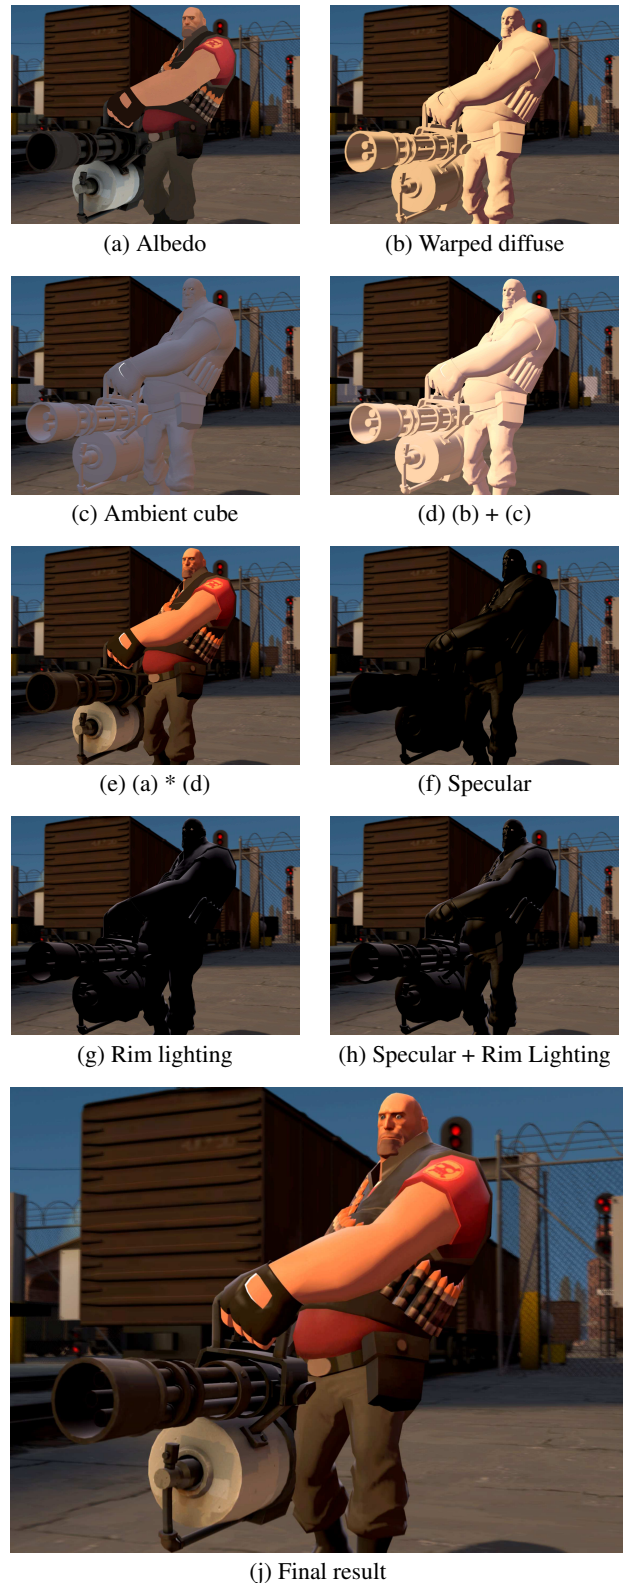 (a) Albedo
(b) Warped diffuse
(c) Ambient cube
(d) (b) + (c)
(e) (a) * (d)
(f) Specular
(g) Rim lighting
(h) Specular + Rim Lighting
(j) Final result